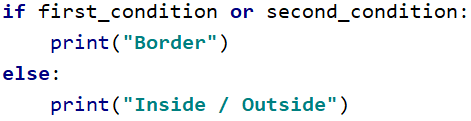 if first_condition or second_condition:
    print("Border")
else:
    print("Inside / Outside")